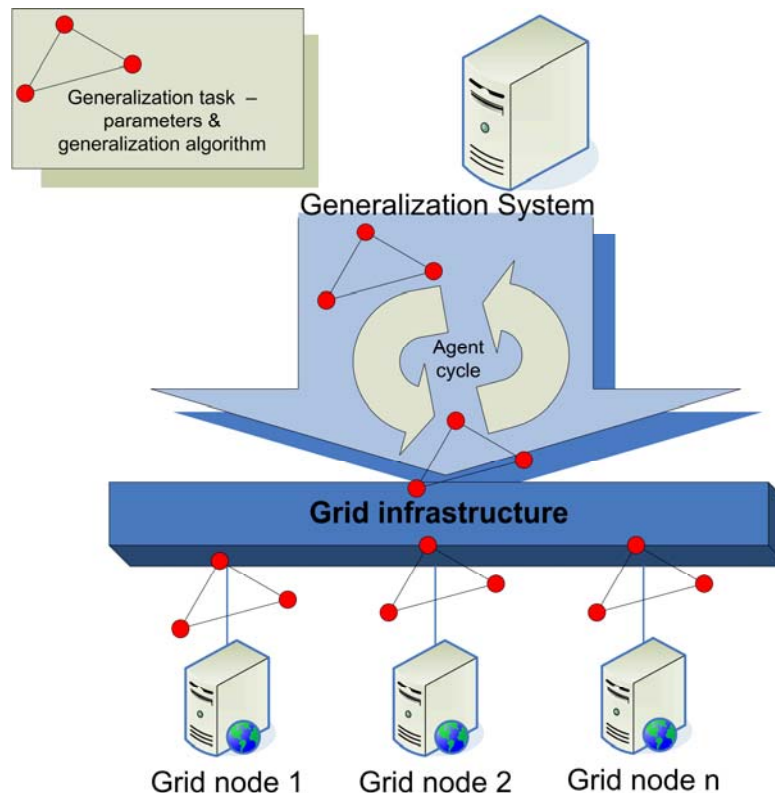 Generalization task –
parameters &
generalization algorithm
Generalization System
Agent
cycle
Grid infrastructure
Grid node 1
Grid node 2
Grid node n